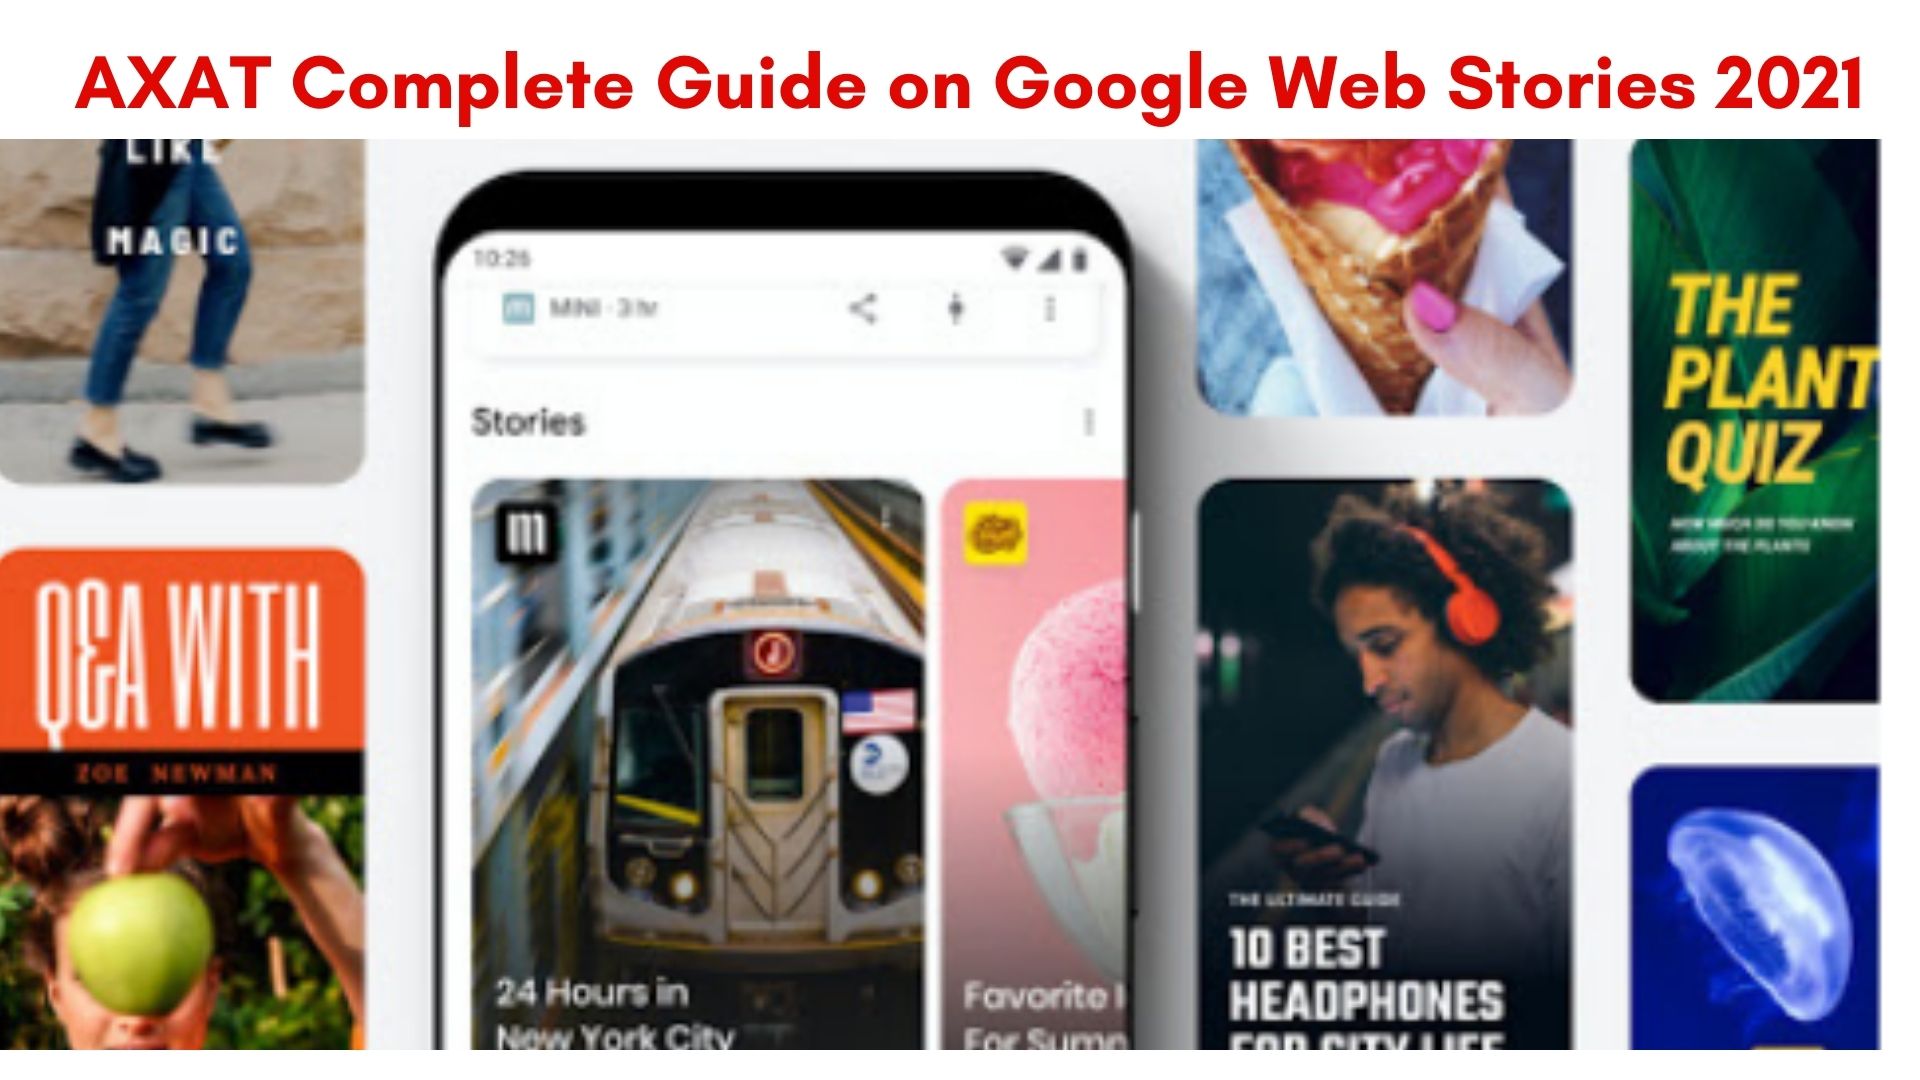 AXAT Complete Guide on Google Web Stories 2021
LIKE
MAGIC
Q&A WITH
ZOE NEWMAN
10:26
m
MINI · 3 hr
Stories
m
24 Hours in
New York City
Favorite
For Summ
THE ULTIMATE GUIDE
10 BEST
HEADPHONES
FOR CITY LIFE
THE
PLANT
QUIZ
HOW MUCH DO YOU KNOW
ABOUT THE PLANTS